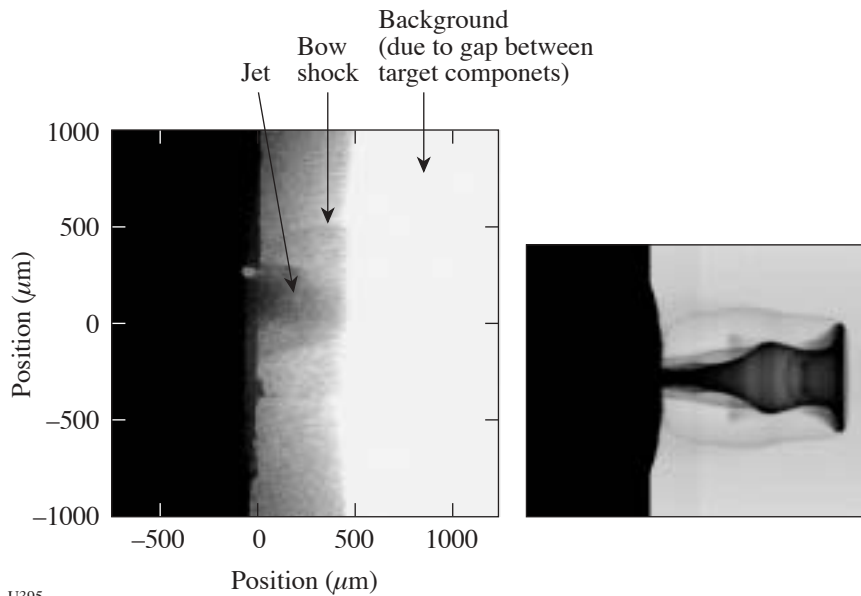 Background
Bow
(due to gap between
Jet
shock
target componets)
1000
500
0
–500
–1000
Position (μm)
–500
0
500
1000
Position (μm)